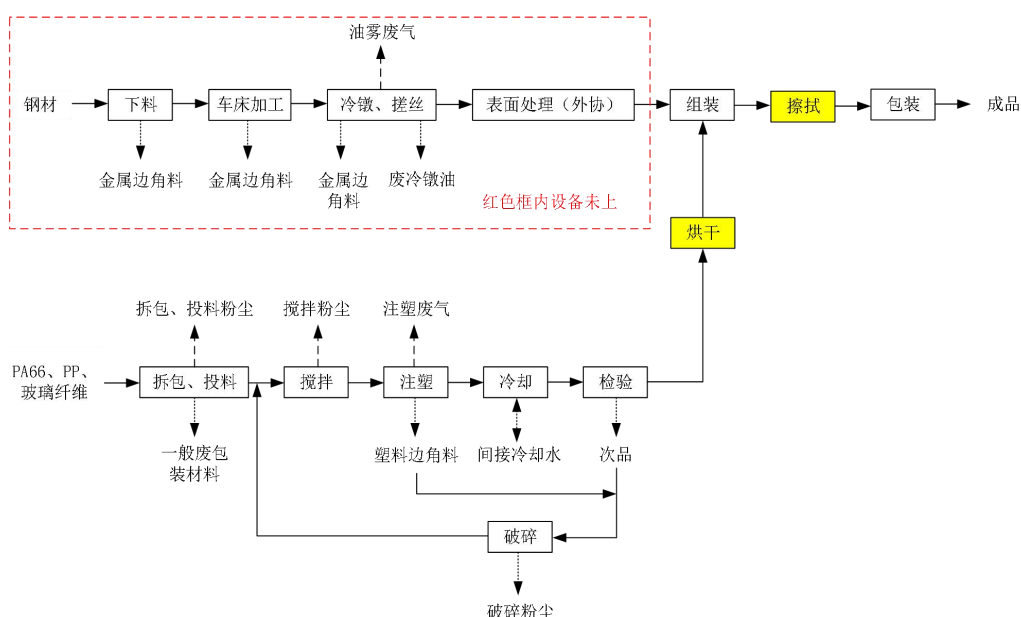 油雾废气
钢材
下料
车床加工
冷镦、搓丝
表面处理（外协）
组装
擦拭
包装
成品
金属边角料
金属边角料
金属边
角料
废冷镦油
红色框内设备未上
烘干
拆包、投料粉尘
搅拌粉尘
注塑废气
PA66、PP、
玻璃纤维
拆包、投料
搅拌
注塑
冷却
检验
一般废包
装材料
塑料边角料
间接冷却水
次品
破碎
破碎粉尘